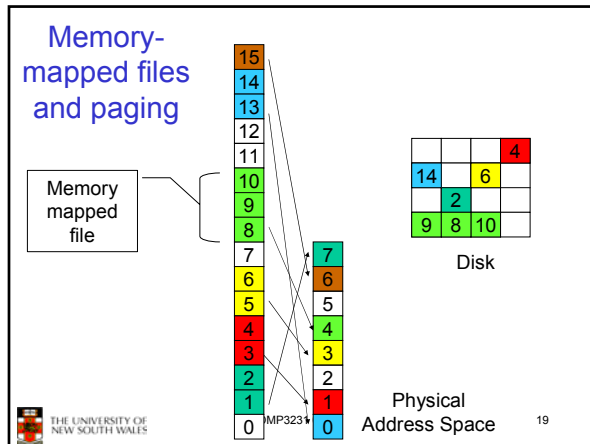 Memory-
mapped files
and paging
15
14
13
12
11
10
9
8
7
6
5
4
3
2
1
0
Memory
mapped
file
7
6
5
4
3
2
1
0
4
14 6
2
9 8 10
Disk
Physical
Address Space
THE UNIVERSITY OF
NEW SOUTH WALES
MP3231
19